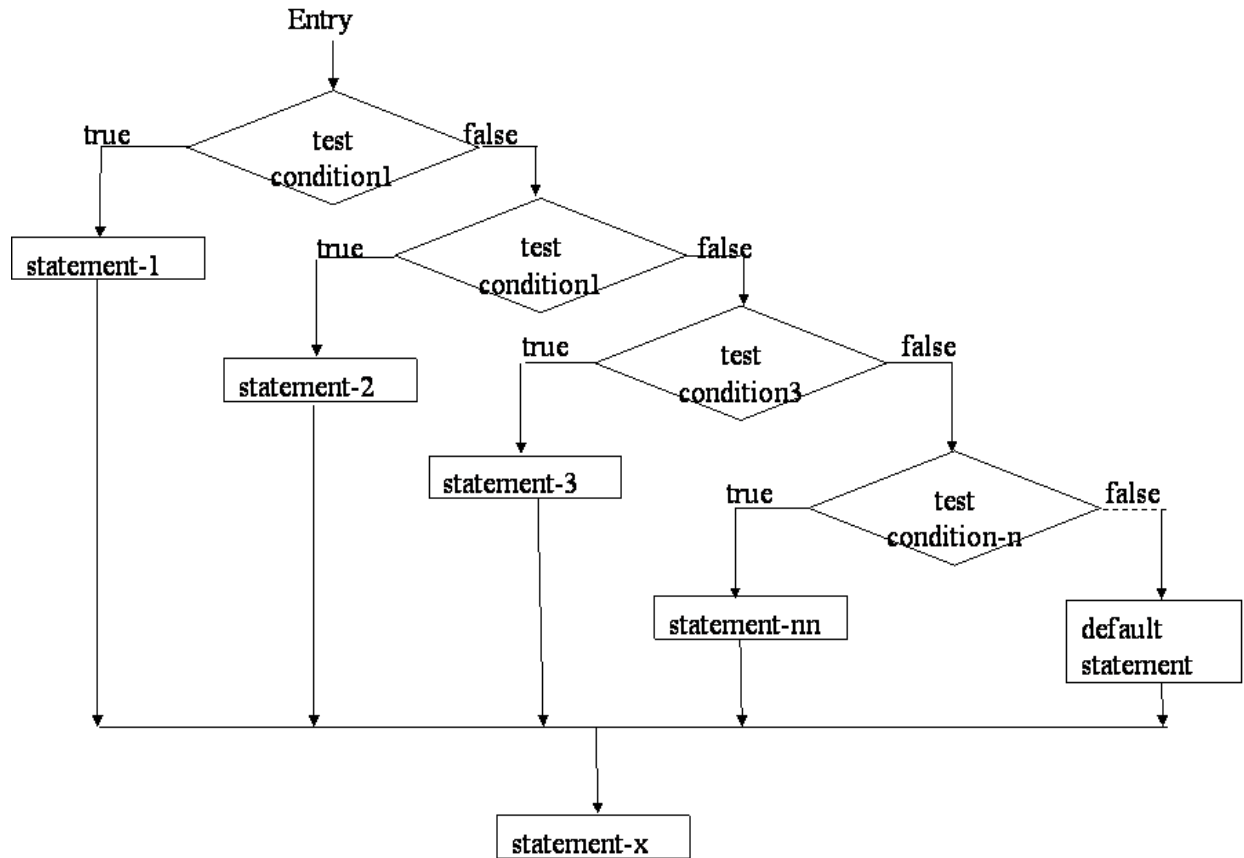 Entry
true
false
test
condition1
statement-1
true
false
test
condition1
statement-2
true
false
test
condition3
statement-3
true
false
test
condition-n
statement-nn
default
statement
statement-x